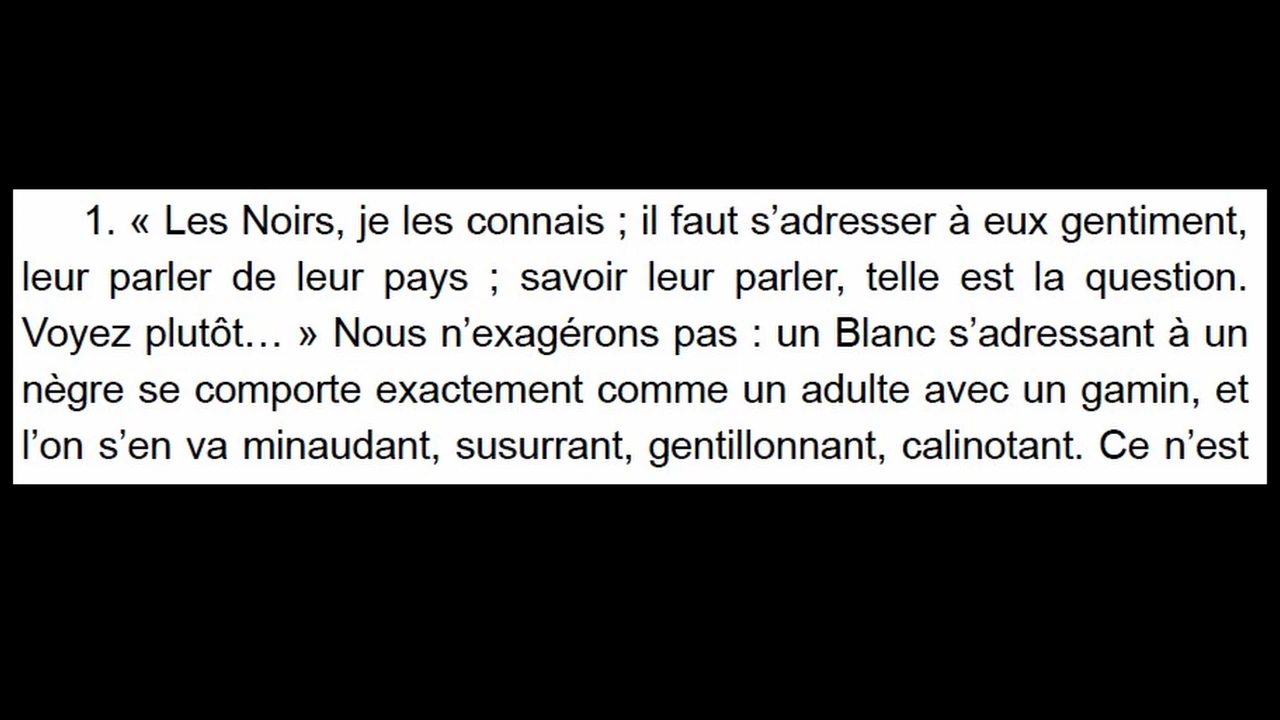 1. « Les Noirs, je les connais ; il faut s’adresser à eux gentiment,
leur parler de leur pays ; savoir leur parler, telle est la question.
Voyez plutôt… » Nous n’exagérons pas : un Blanc s’adressant à un
nègre se comporte exactement comme un adulte avec un gamin, et
l’on s’en va minaudant, susurrant, gentillonnant, calinotant. Ce n’est